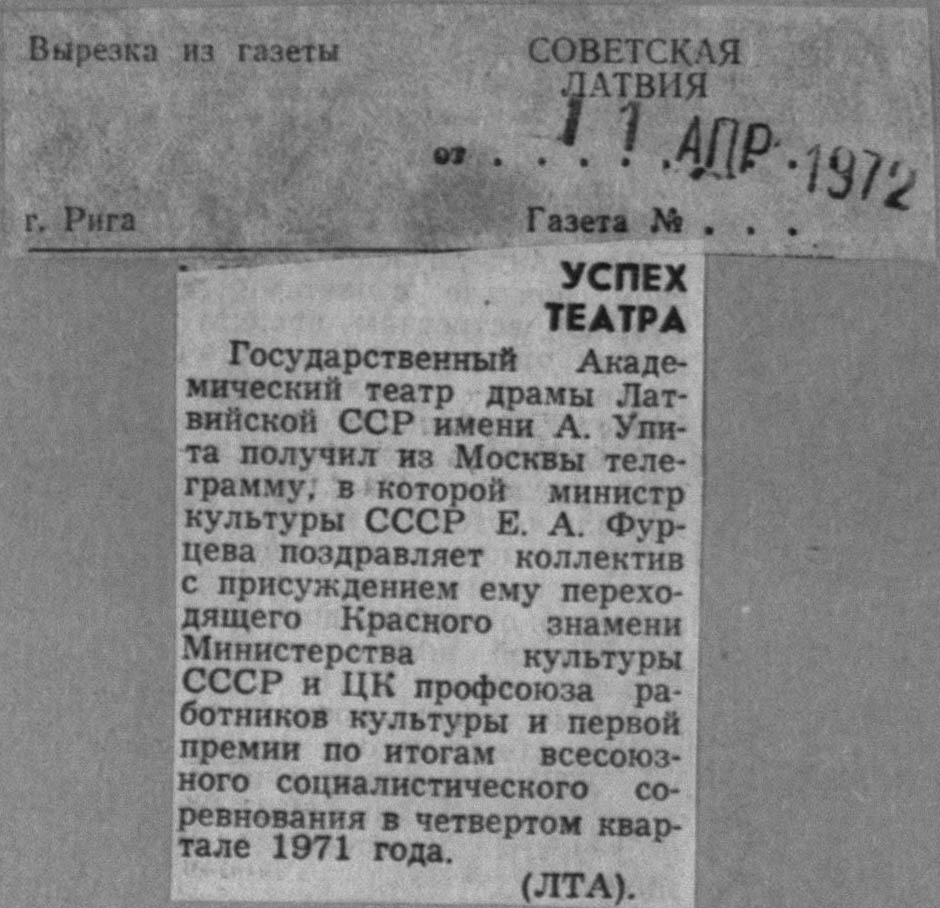 Вырезка из газеты
СОВЕТСКАЯ
ЛАТВИЯ
от . . . . . . . .
11 АПР 1972
г. Рига
Газета № . . .
УСПЕХ
ТЕАТРА
Государственный Акаде-
мический театр драмы Лат-
вийской ССР имени А. Упи-
та получил из Москвы теле-
грамму, в которой министр
культуры СССР Е. А. Фур-
цева поздравляет коллектив
с присуждением ему перехо-
дящего Красного знамени
Министерства культуры
СССР и ЦК профсоюза ра-
ботников культуры и первой
премии по итогам всесоюз-
ного социалистического со-
ревнования в четвертом квар-
тале 1971 года.
(ЛТА).